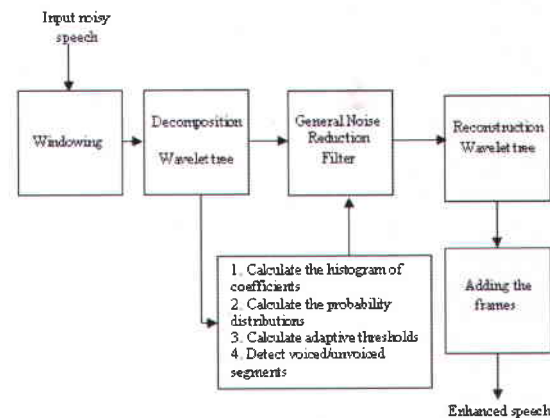 Input noisy
speech
Windowing
Decomposition
Wavelet tree
General Noise
Reduction
Filter
Reconstruction
Wavelet tree
1. Calculate the histogram of
coefficients
2. Calculate the probability
distributions
3. Calculate adaptive thresholds
4. Detect voiced/unvoiced
segments
Adding the
frames
Enhanced speech